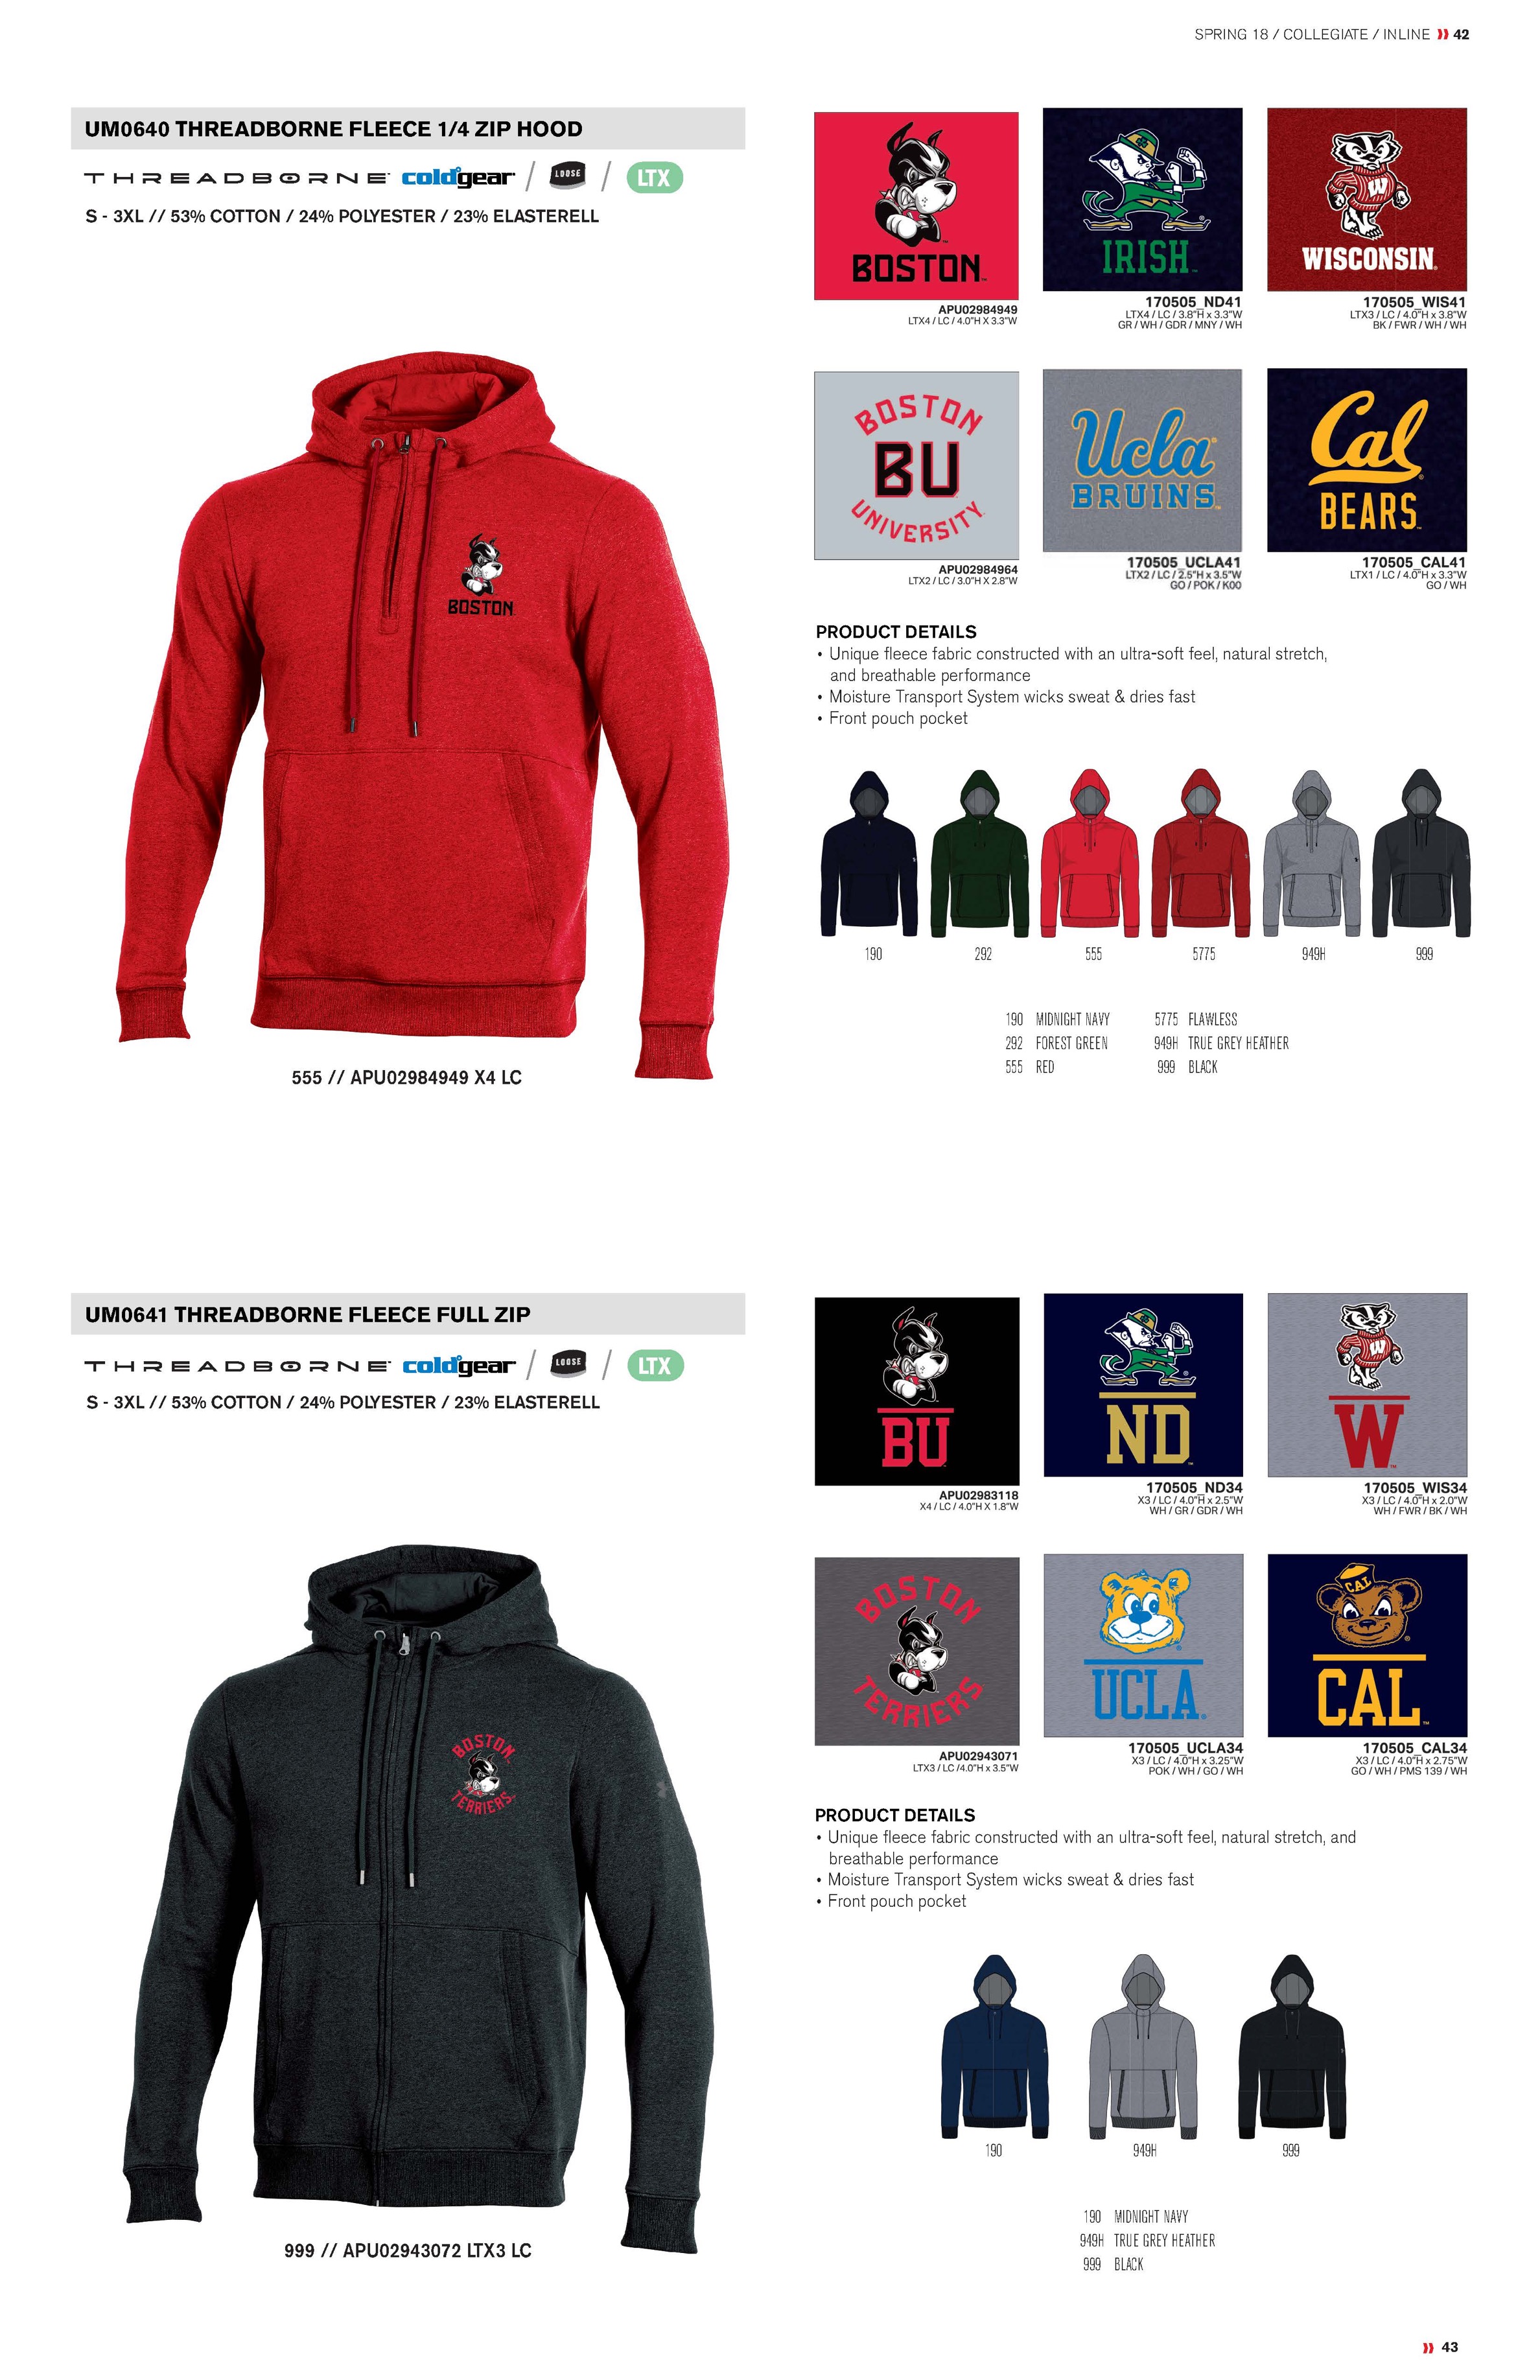 SPRING 18 / COLLEGIATE / INLINE 42
UM0640 THREADBORNE FLEECE 1/4 ZIP HOOD
THREADBORNE coldgear / LOOSE / LTX
S - 3XL // 53% COTTON / 24% POLYESTER / 23% ELASTERELL
BOSTON
555 // APU02984949 X4 LC
BOSTON™
APU02984949
LTX4 / LC / 4.0"H X 3.3"W
IRISH™
170505_ND41
LTX4 / LC / 3.8"H x 3.3"W
GR / WH / GDR / MNY / WH
W
WISCONSIN®
170505_WIS41
LTX3 / LC / 4.0"H x 3.8"W
BK / FWR / WH / WH
BOSTON
BU
UNIVERSITY™
APU02984964
LTX2 / LC / 3.0"H X 2.8"W
Ucla®
BRUINS™
170505_UCLA41
LTX2 / LC / 2.5"H x 3.5"W
GO / POK / K00
Cal®
BEARS™
170505_CAL41
LTX1 / LC / 4.0"H x 3.3"W
GO / WH
PRODUCT DETAILS
• Unique fleece fabric constructed with an ultra-soft feel, natural stretch,
and breathable performance
• Moisture Transport System wicks sweat & dries fast
• Front pouch pocket
190 292 555 5775 949H 999
190 MIDNIGHT NAVY 5775 FLAWLESS
292 FOREST GREEN 949H TRUE GREY HEATHER
555 RED 999 BLACK
UM0641 THREADBORNE FLEECE FULL ZIP
THREADBORNE coldgear / LOOSE / LTX
S - 3XL // 53% COTTON / 24% POLYESTER / 23% ELASTERELL
BOSTON
TERRIERS
999 // APU02943072 LTX3 LC
BU
APU02983118
X4 / LC / 4.0"H X 1.8"W
ND™
170505_ND34
X3 / LC / 4.0"H x 2.5"W
WH / GR / GDR / WH
W
W™
170505_WIS34
X3 / LC / 4.0"H x 2.0"W
WH / FWR / BK / WH
BOSTON
TERRIERS
APU02943071
LTX3 / LC /4.0"H x 3.5"W
UCLA®
170505_UCLA34
X3 / LC / 4.0"H x 3.25"W
POK / WH / GO / WH
CAL
CAL™
170505_CAL34
X3 / LC / 4.0"H x 2.75"W
GO / WH / PMS 139 / WH
PRODUCT DETAILS
• Unique fleece fabric constructed with an ultra-soft feel, natural stretch, and
breathable performance
• Moisture Transport System wicks sweat & dries fast
• Front pouch pocket
190 949H 999
190 MIDNIGHT NAVY
949H TRUE GREY HEATHER
999 BLACK
43